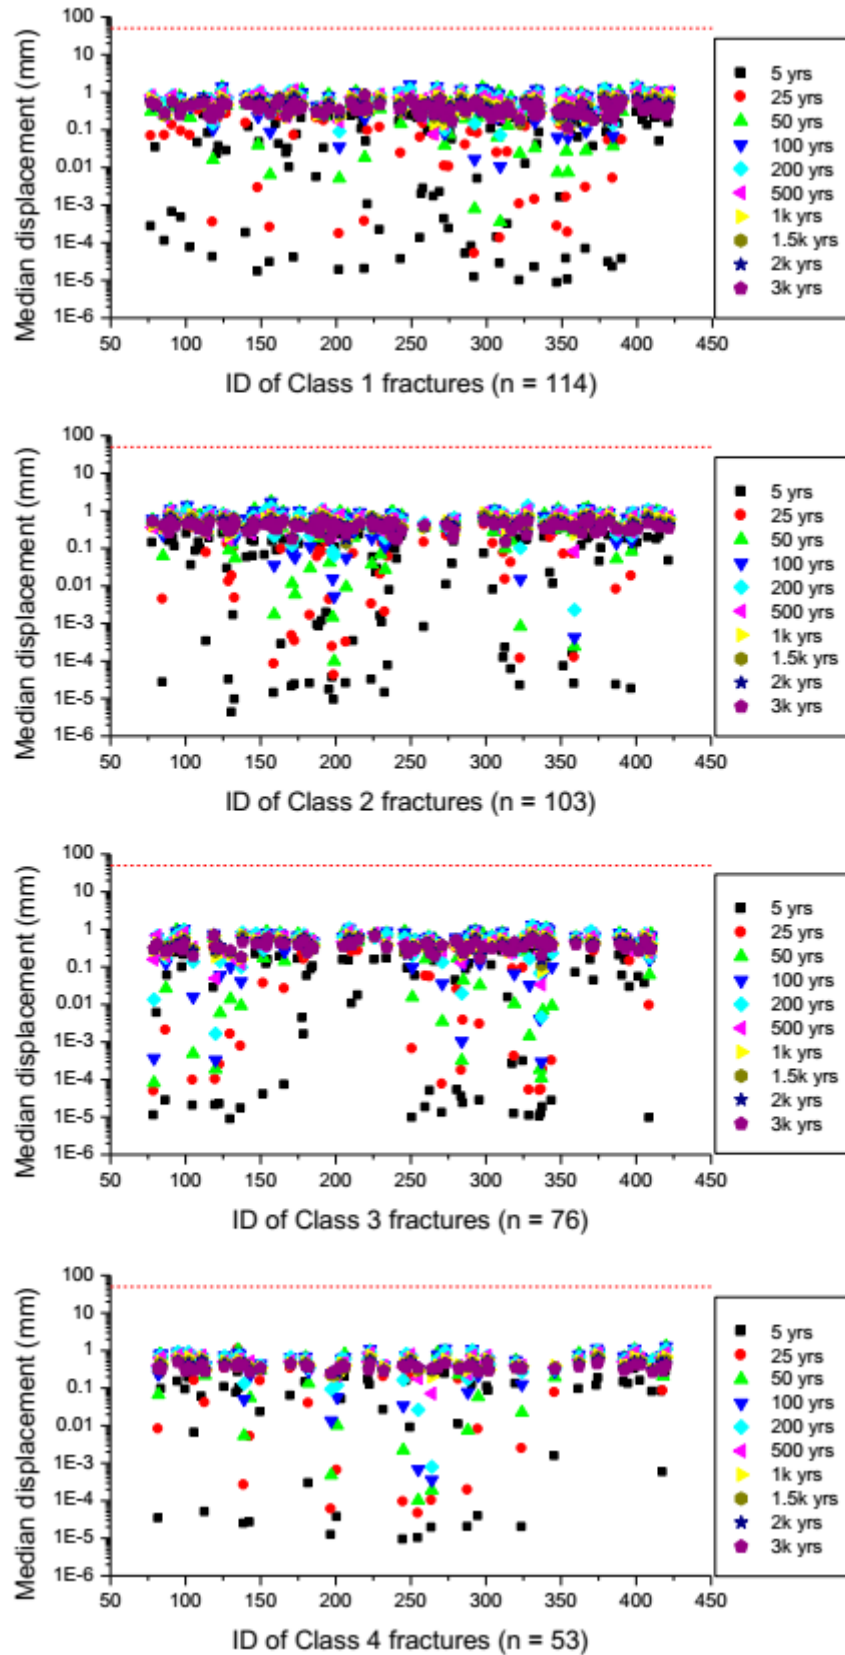 Median displacement (mm)
100
10
1
0.1
0.01
1E-3
1E-4
1E-5
1E-6
50
100
150
200
250
300
350
400
450
ID of Class 1 fractures (n = 114)
5 yrs
25 yrs
50 yrs
100 yrs
200 yrs
500 yrs
1k yrs
1.5k yrs
2k yrs
3k yrs
Median displacement (mm)
100
10
1
0.1
0.01
1E-3
1E-4
1E-5
1E-6
50
100
150
200
250
300
350
400
450
ID of Class 2 fractures (n = 103)
5 yrs
25 yrs
50 yrs
100 yrs
200 yrs
500 yrs
1k yrs
1.5k yrs
2k yrs
3k yrs
Median displacement (mm)
100
10
1
0.1
0.01
1E-3
1E-4
1E-5
1E-6
50
100
150
200
250
300
350
400
450
ID of Class 3 fractures (n = 76)
5 yrs
25 yrs
50 yrs
100 yrs
200 yrs
500 yrs
1k yrs
1.5k yrs
2k yrs
3k yrs
Median displacement (mm)
100
10
1
0.1
0.01
1E-3
1E-4
1E-5
1E-6
50
100
150
200
250
300
350
400
450
ID of Class 4 fractures (n = 53)
5 yrs
25 yrs
50 yrs
100 yrs
200 yrs
500 yrs
1k yrs
1.5k yrs
2k yrs
3k yrs